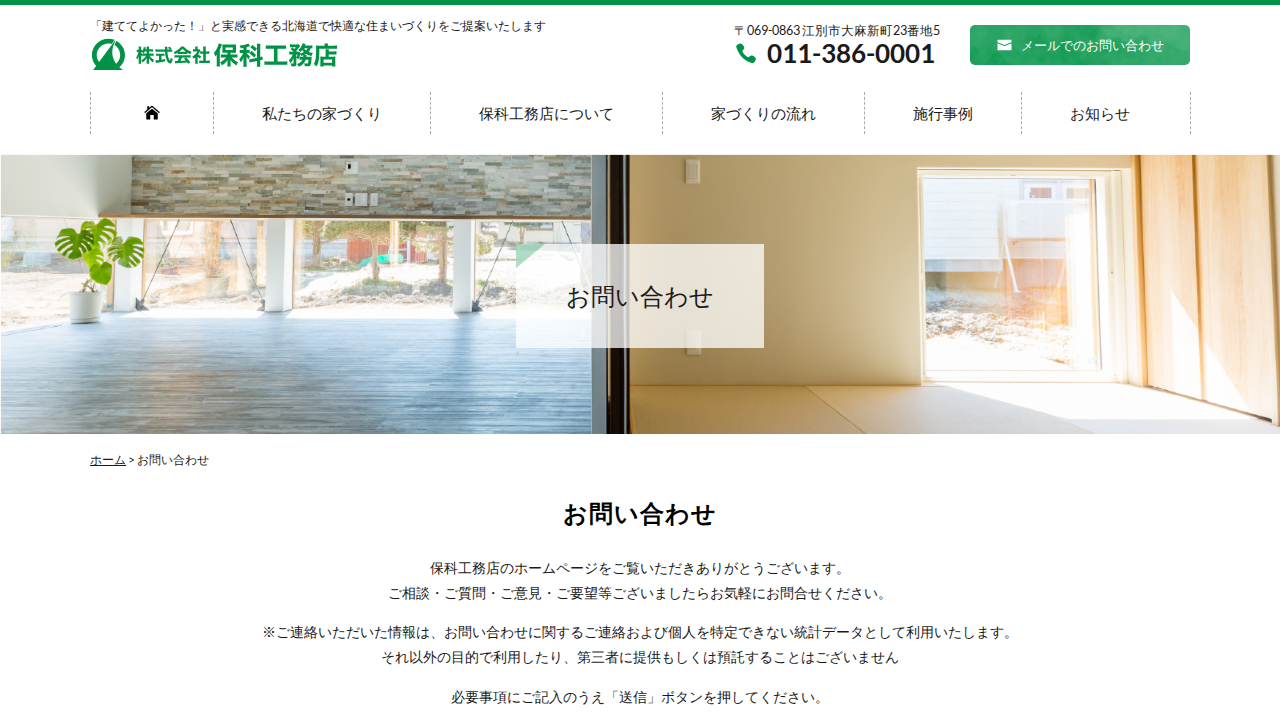 「建ててよかった！」と実感できる北海道で快適な住まいづくりをご提案いたします
株式会社 保科工務店
〒069-0863 江別市大麻新町23番地5
011-386-0001
メールでのお問い合わせ
私たちの家づくり
保科工務店について
家づくりの流れ
施行事例
お知らせ
お問い合わせ
ホーム > お問い合わせ
お問い合わせ
保科工務店のホームページをご覧いただきありがとうございます。
ご相談・ご質問・ご意見・ご要望等ございましたらお気軽にお問合せください。
※ご連絡いただいた情報は、お問い合わせに関するご連絡および個人を特定できない統計データとして利用いたします。
それ以外の目的で利用したり、第三者に提供もしくは預託することはございません
必要事項にご記入のうえ「送信」ボタンを押してください。